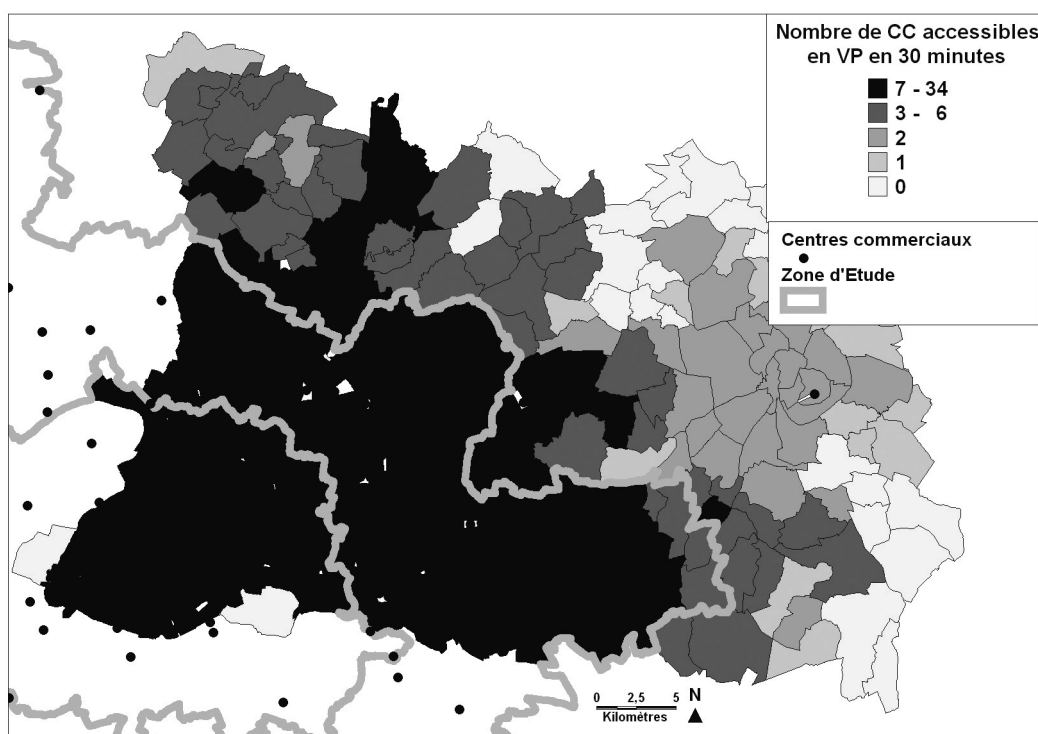 Nombre de CC accessibles
en VP en 30 minutes
7 - 34
3 - 6
2
1
0
Centres commerciaux
Zone d'Etude
0 2,5 5
Kilomètres
N